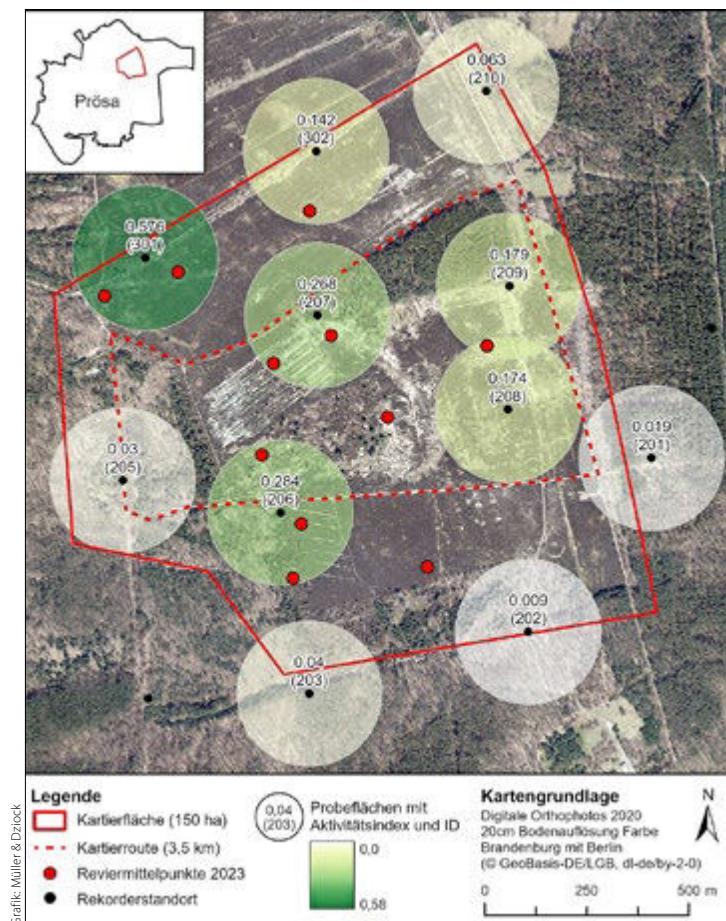 Prösa
0.063
(210)
0.142
(302)
0.576
(301)
0.179
(209)
0.268
(207)
0.174
(208)
0.019
(201)
0.03
(205)
0.284
(206)
0.009
(202)
0.04
(203)
Legende
Kartierfläche (150 ha)
Kartierroute (3,5 km)
Reviermittelpunkte 2023
Rekorderstandort
0,04
(203)
Probeflächen mit
Aktivitätsindex und ID
0,0
0,58
Kartengrundlage
Digitale Orthophotos 2020
20cm Bodenauflösung Farbe
Brandenburg mit Berlin
(© GeoBasis-DE/LGB, dl-de/by-2-0)
N
0 250 500 m
Grafik: Müller & Dziock